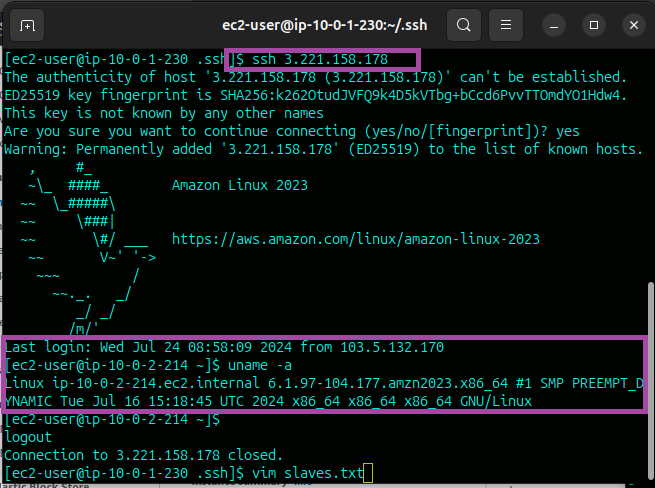 ec2-user@ip-10-0-1-230:~/.ssh
[ec2-user@ip-10-0-1-230 .ssh]$ ssh 3.221.158.178
The authenticity of host '3.221.158.178 (3.221.158.178)' can't be established.
ED25519 key fingerprint is SHA256:k262OtudJVFQ9k4D5kVTbg+bCcd6PvvTTOmdYO1Hdw4.
This key is not known by any other names
Are you sure you want to continue connecting (yes/no/[fingerprint])? yes
Warning: Permanently added '3.221.158.178' (ED25519) to the list of known hosts.
   ,     #_
   ~\_  ####_        Amazon Linux 2023
  ~~  \_#####\
  ~~     \###|
  ~~       \#/ ___   https://aws.amazon.com/linux/amazon-linux-2023
   ~~       V~' '->
    ~~~         /
      ~~._.   _/
         _/ _/
       _/m/'
Last login: Wed Jul 24 08:58:09 2024 from 103.5.132.170
[ec2-user@ip-10-0-2-214 ~]$ uname -a
Linux ip-10-0-2-214.ec2.internal 6.1.97-104.177.amzn2023.x86_64 #1 SMP PREEMPT_D
YNAMIC Tue Jul 16 15:18:45 UTC 2024 x86_64 x86_64 x86_64 GNU/Linux
[ec2-user@ip-10-0-2-214 ~]$
logout
Connection to 3.221.158.178 closed.
[ec2-user@ip-10-0-1-230 .ssh]$ vim slaves.txt